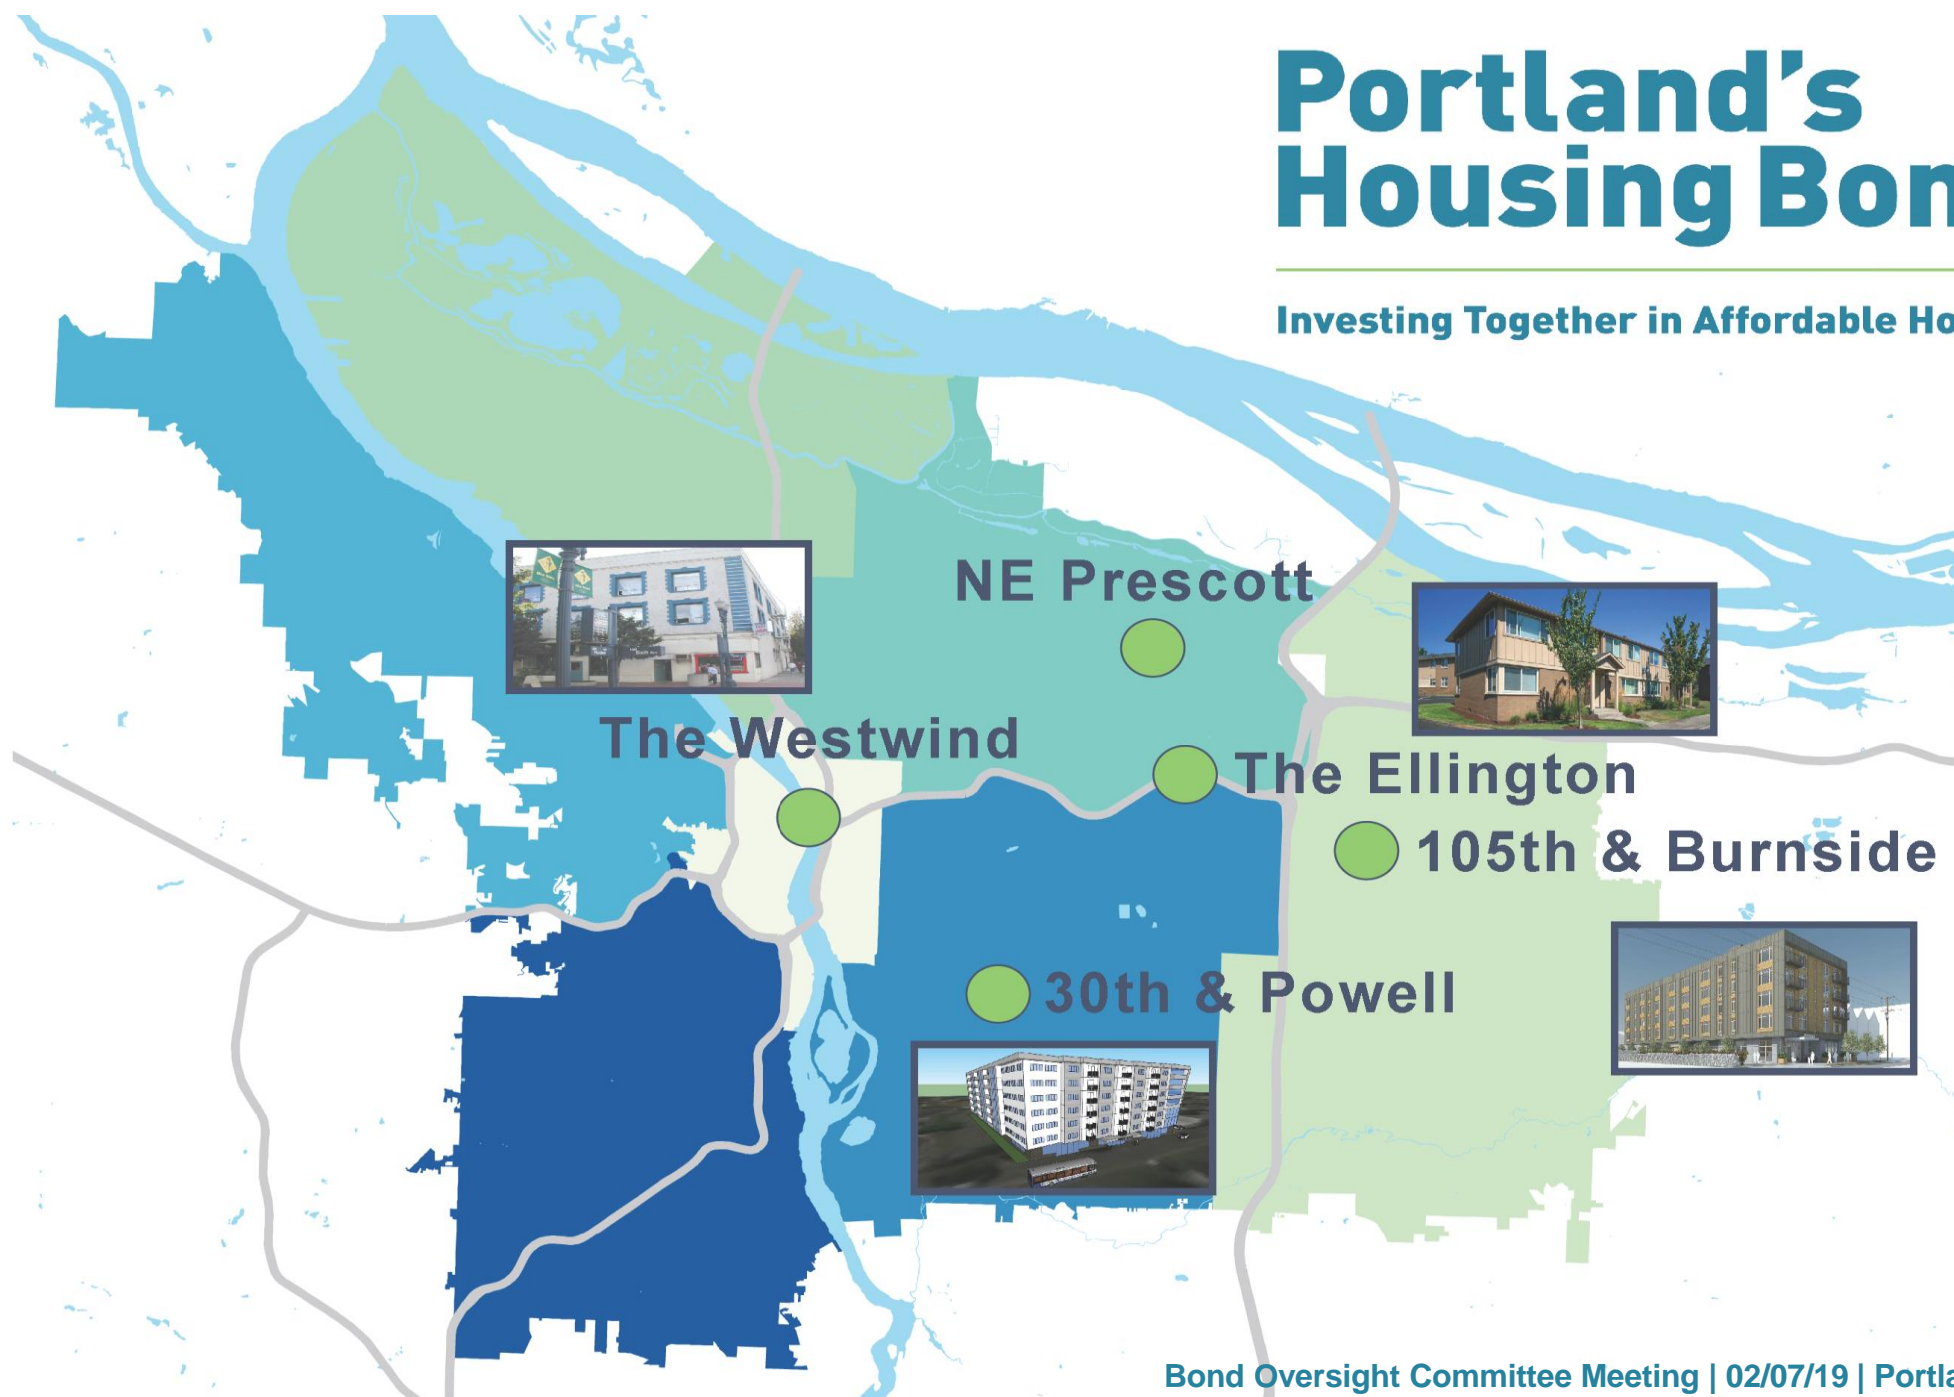 Portland's
Housing Bon
Investing Together in Affordable Ho
NE Prescott
The Westwind
The Ellington
105th & Burnside
30th & Powell
Bond Oversight Committee Meeting | 02/07/19 | Portla